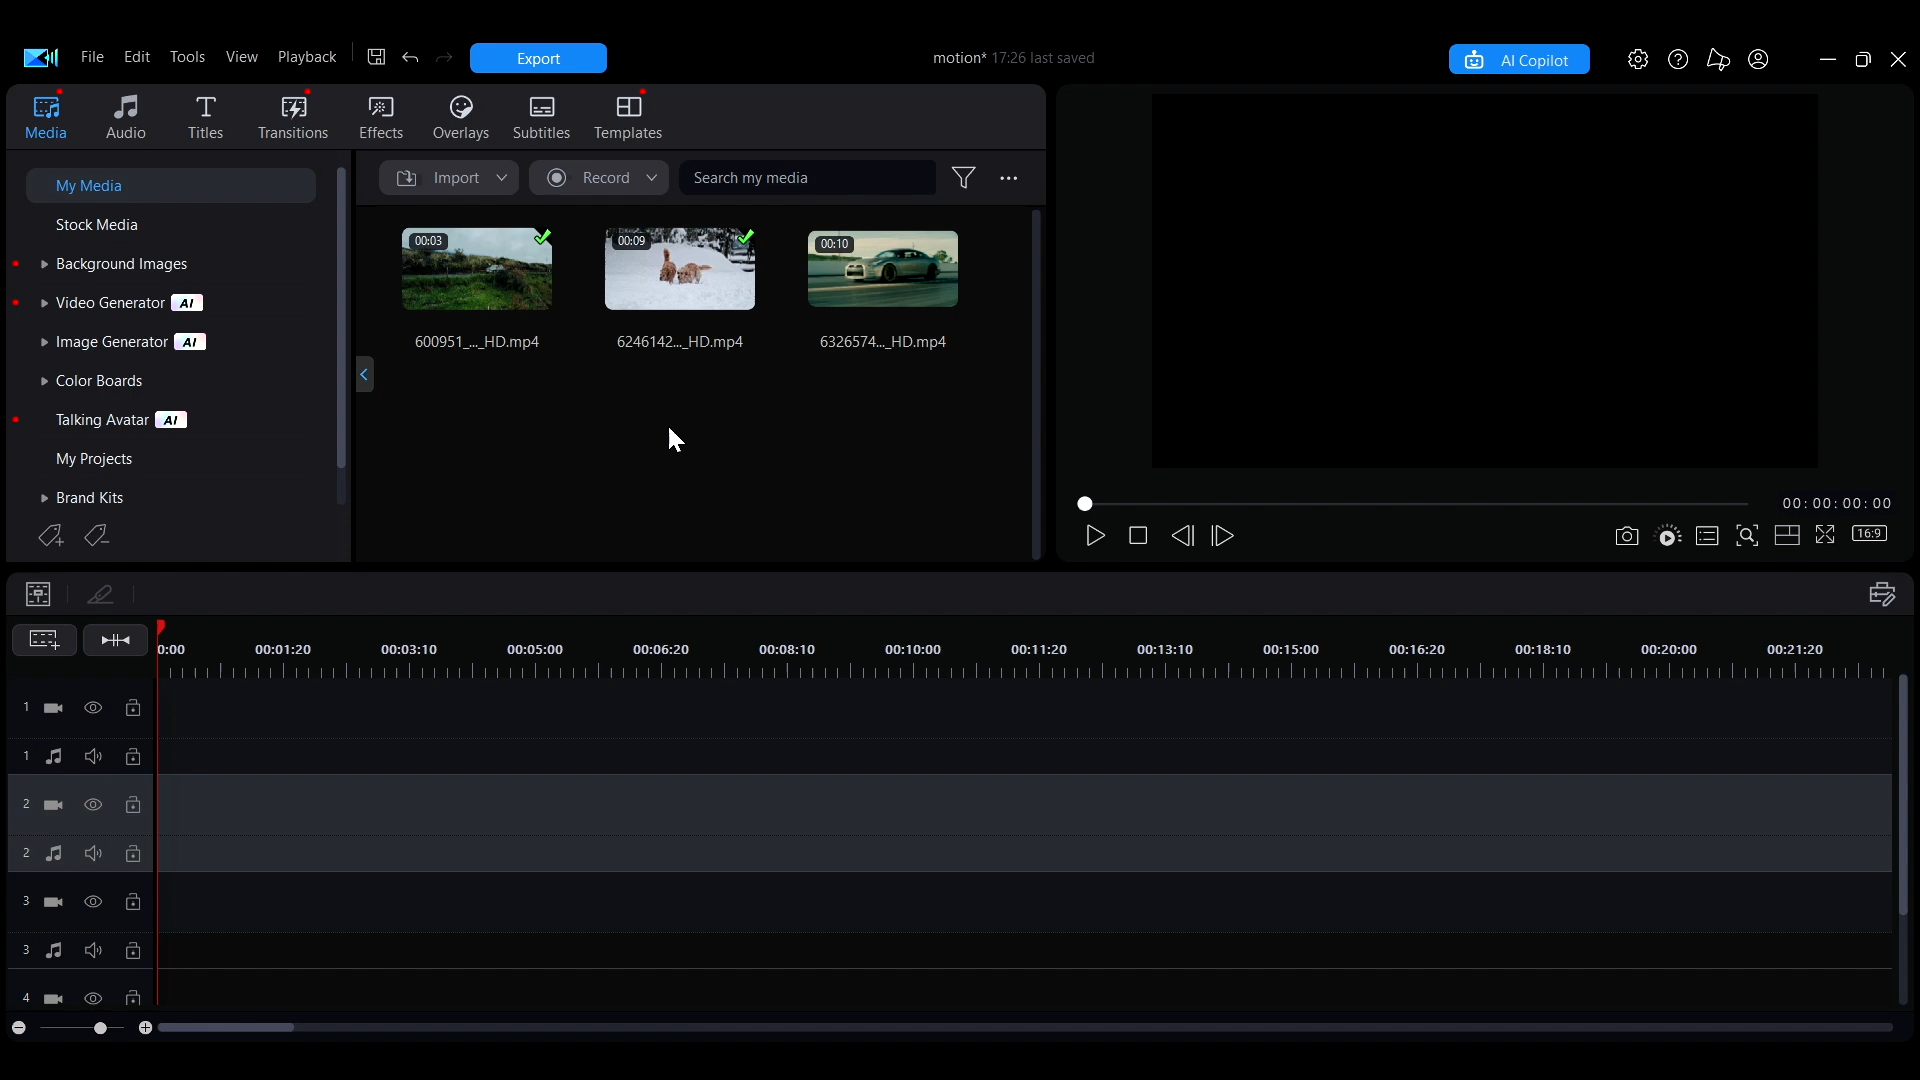 File Edit Tools View Playback Export motion* 17:26 last saved AI Copilot
Media Audio Titles Transitions Effects Overlays Subtitles Templates
My Media
Import Record Search my media
Stock Media
Background Images
Video Generator AI
Image Generator AI
Color Boards
Talking Avatar AI
My Projects
Brand Kits
00:03 00:09 00:10
600951_..._HD.mp4 6246142..._HD.mp4 6326574..._HD.mp4
00:00:00:00
16:9
0:00 00:01:20 00:03:10 00:05:00 00:06:20 00:08:10 00:10:00 00:11:20 00:13:10 00:15:00 00:16:20 00:18:10 00:20:00 00:21:20
1
1
2
2
3
3
4